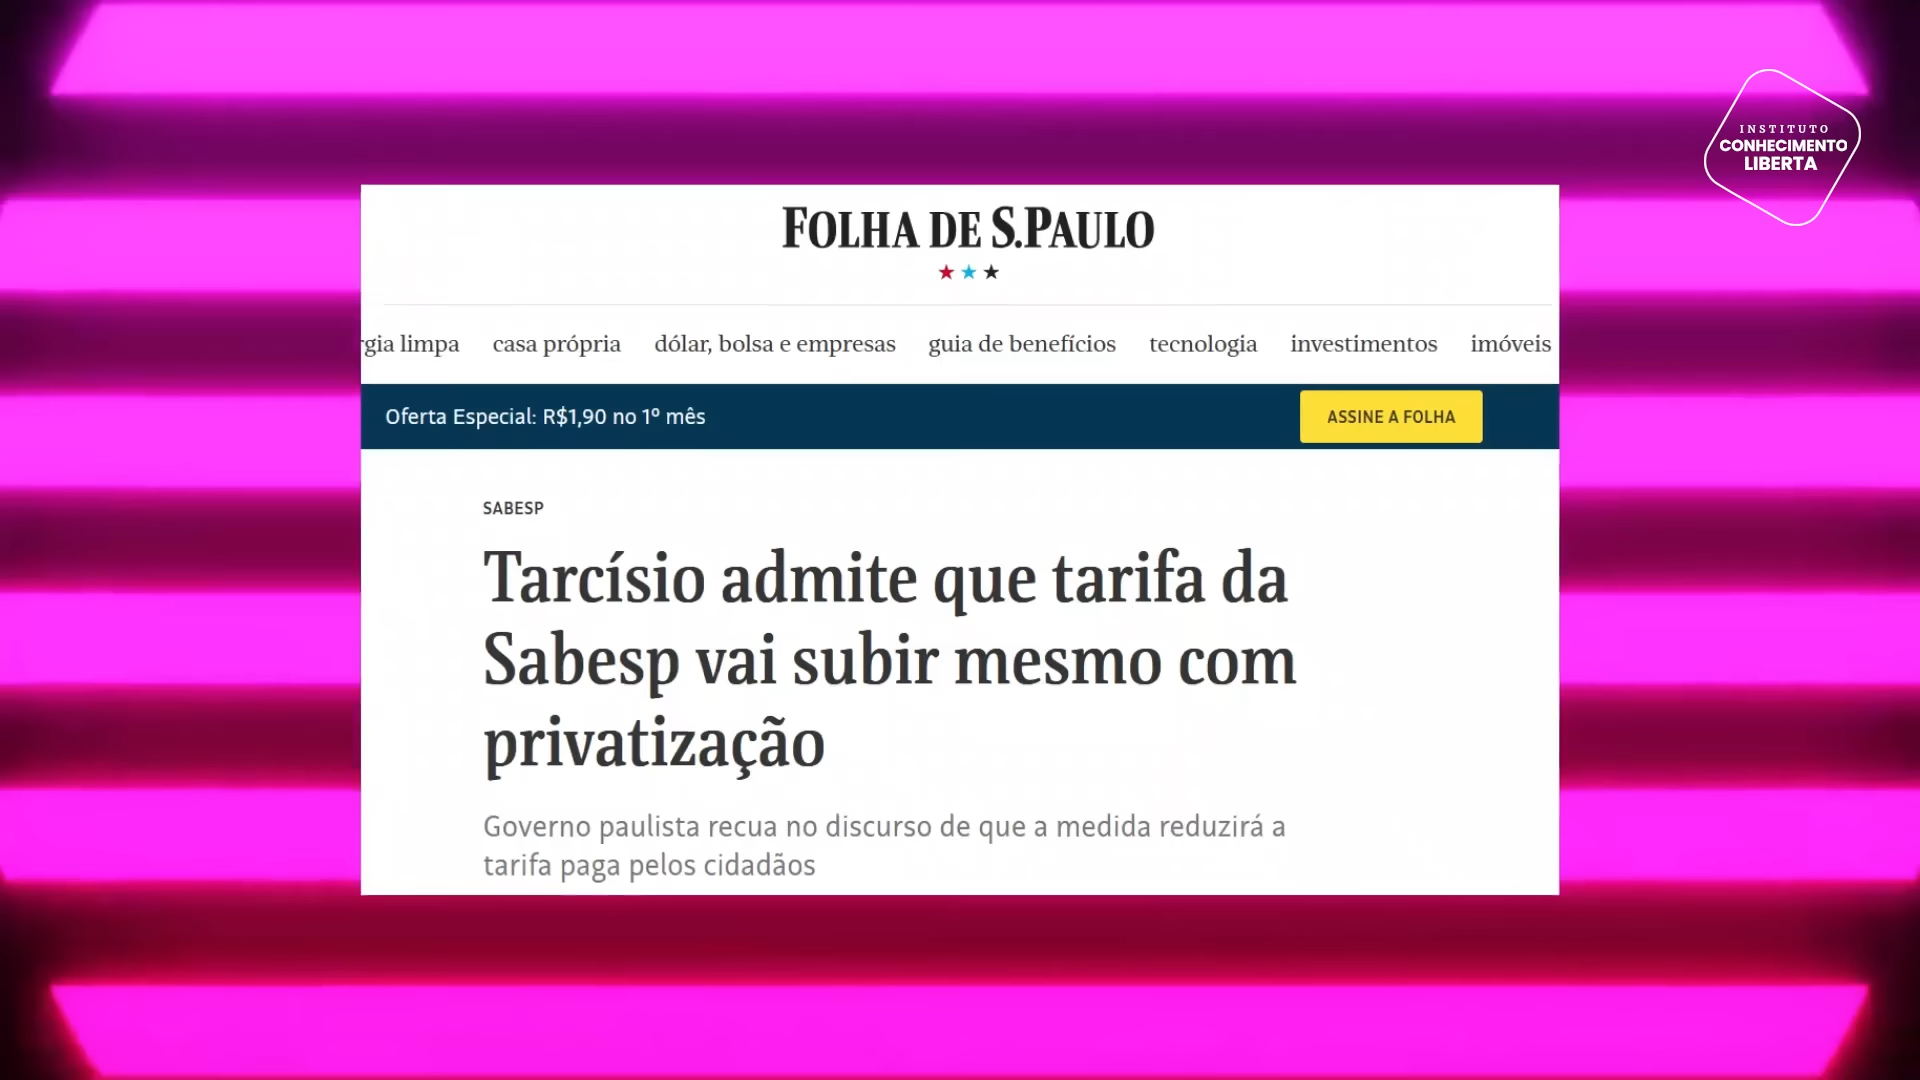 INSTITUTO
CONHECIMENTO
LIBERTA
FOLHA DE S.PAULO
gia limpa casa própria dólar, bolsa e empresas guia de benefícios tecnologia investimentos imóveis
Oferta Especial: R$1,90 no 1º mês ASSINE A FOLHA
SABESP
Tarcísio admite que tarifa da
Sabesp vai subir mesmo com
privatização
Governo paulista recua no discurso de que a medida reduzirá a
tarifa paga pelos cidadãos